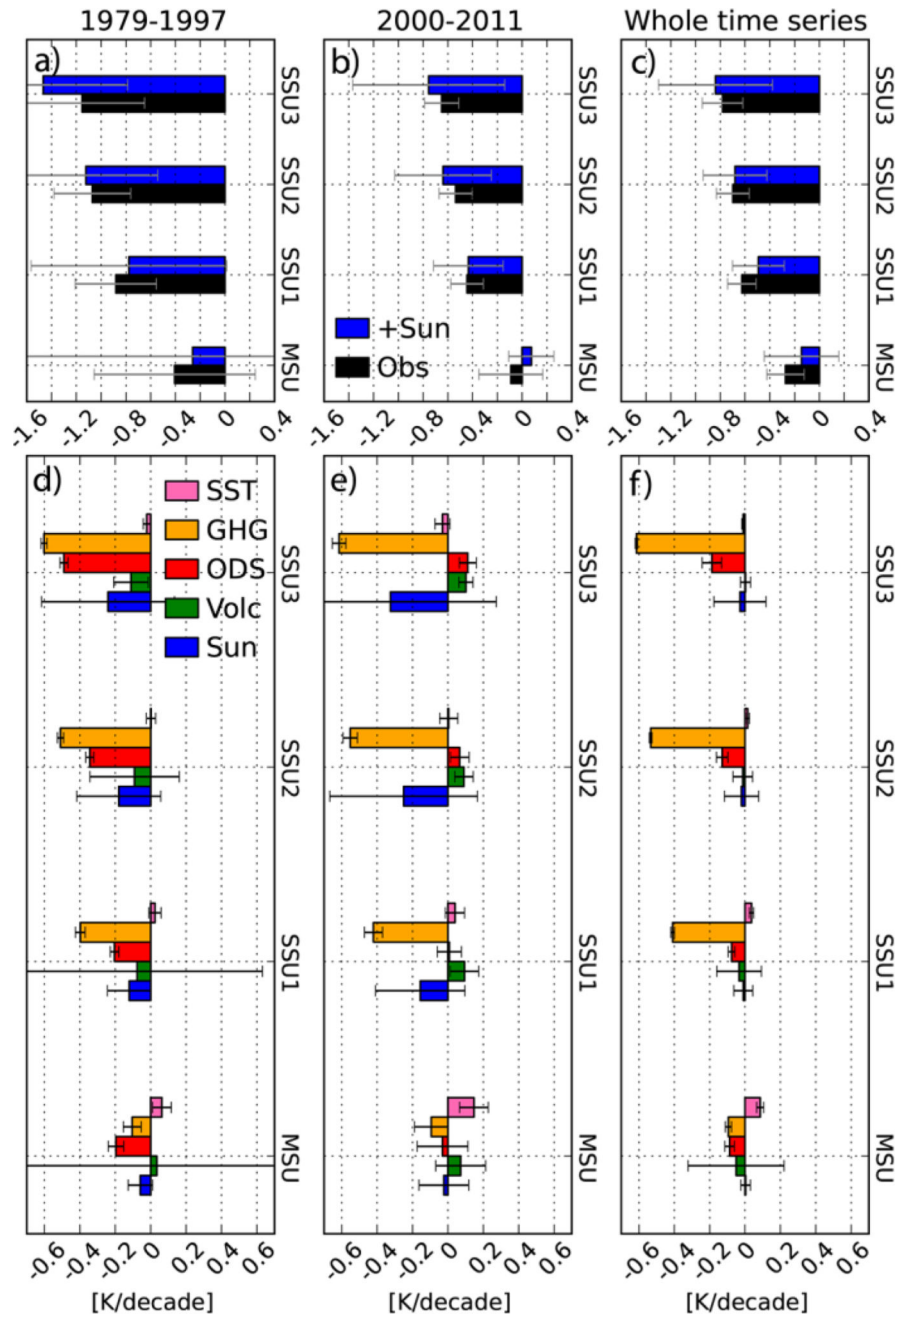 1979-1997
2000-2011
Whole time series
a)
SSU3
SSU2
SSU1
MSU
-1.6
-1.2
-0.8
-0.4
0
0.4
b)
SSU3
SSU2
SSU1
MSU
+Sun
Obs
-1.6
-1.2
-0.8
-0.4
0
0.4
c)
SSU3
SSU2
SSU1
MSU
-1.6
-1.2
-0.8
-0.4
0
0.4
d)
SST
GHG
ODS
Volc
Sun
SSU3
SSU2
SSU1
MSU
-0.6
-0.4
-0.2
0
0.2
0.4
0.6
[K/decade]
e)
SSU3
SSU2
SSU1
MSU
-0.6
-0.4
-0.2
0
0.2
0.4
0.6
[K/decade]
f)
SSU3
SSU2
SSU1
MSU
-0.6
-0.4
-0.2
0
0.2
0.4
0.6
[K/decade]